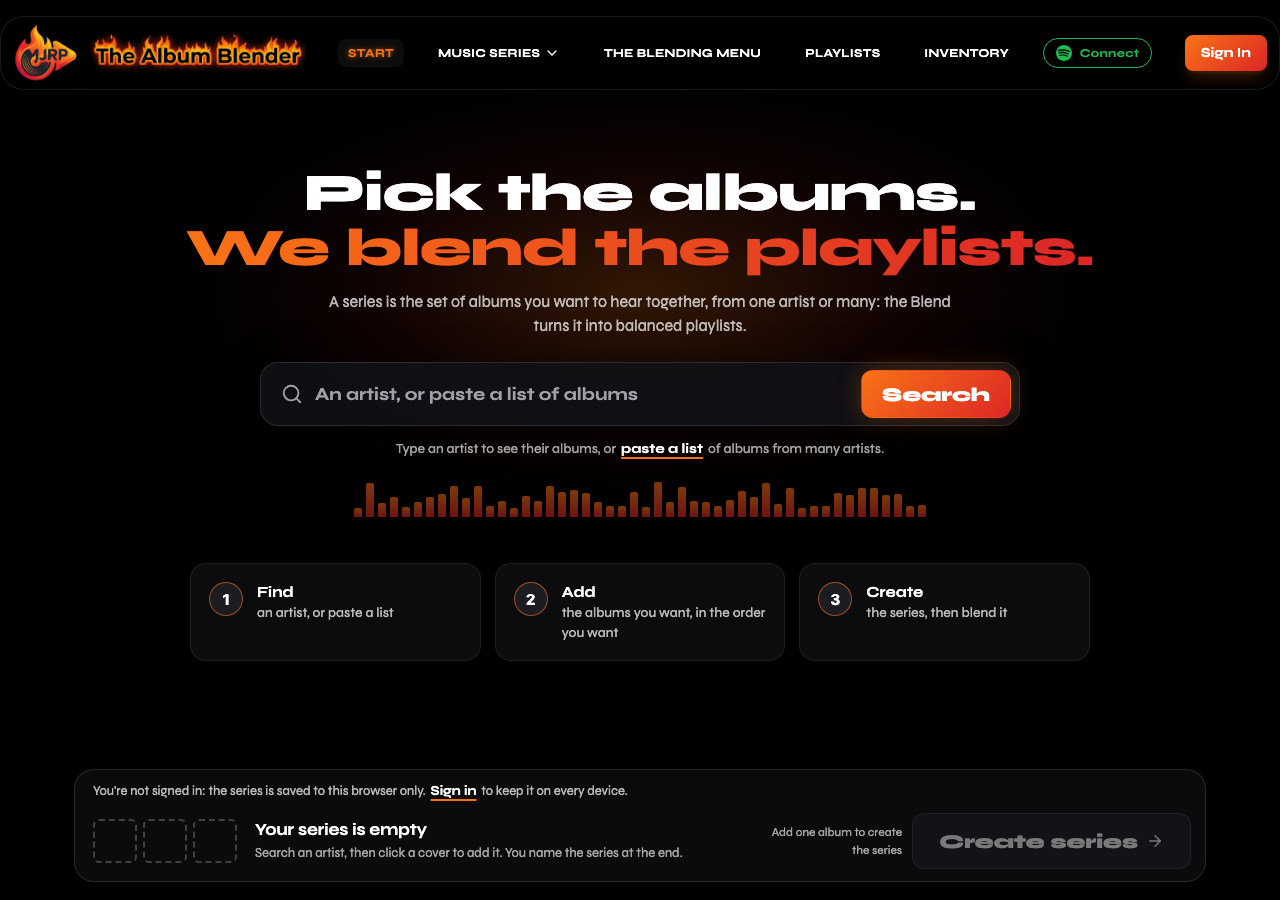 JRP
The Album Blender
START
MUSIC SERIES
THE BLENDING MENU
PLAYLISTS
INVENTORY
Connect
Sign In
Pick the albums.
We blend the playlists.
A series is the set of albums you want to hear together, from one artist or many: the Blend
turns it into balanced playlists.
An artist, or paste a list of albums
Search
Type an artist to see their albums, or paste a list of albums from many artists.
1
Find
an artist, or paste a list
2
Add
the albums you want, in the order
you want
3
Create
the series, then blend it
You're not signed in: the series is saved to this browser only. Sign in to keep it on every device.
Your series is empty
Search an artist, then click a cover to add it. You name the series at the end.
Add one album to create
the series
Create series